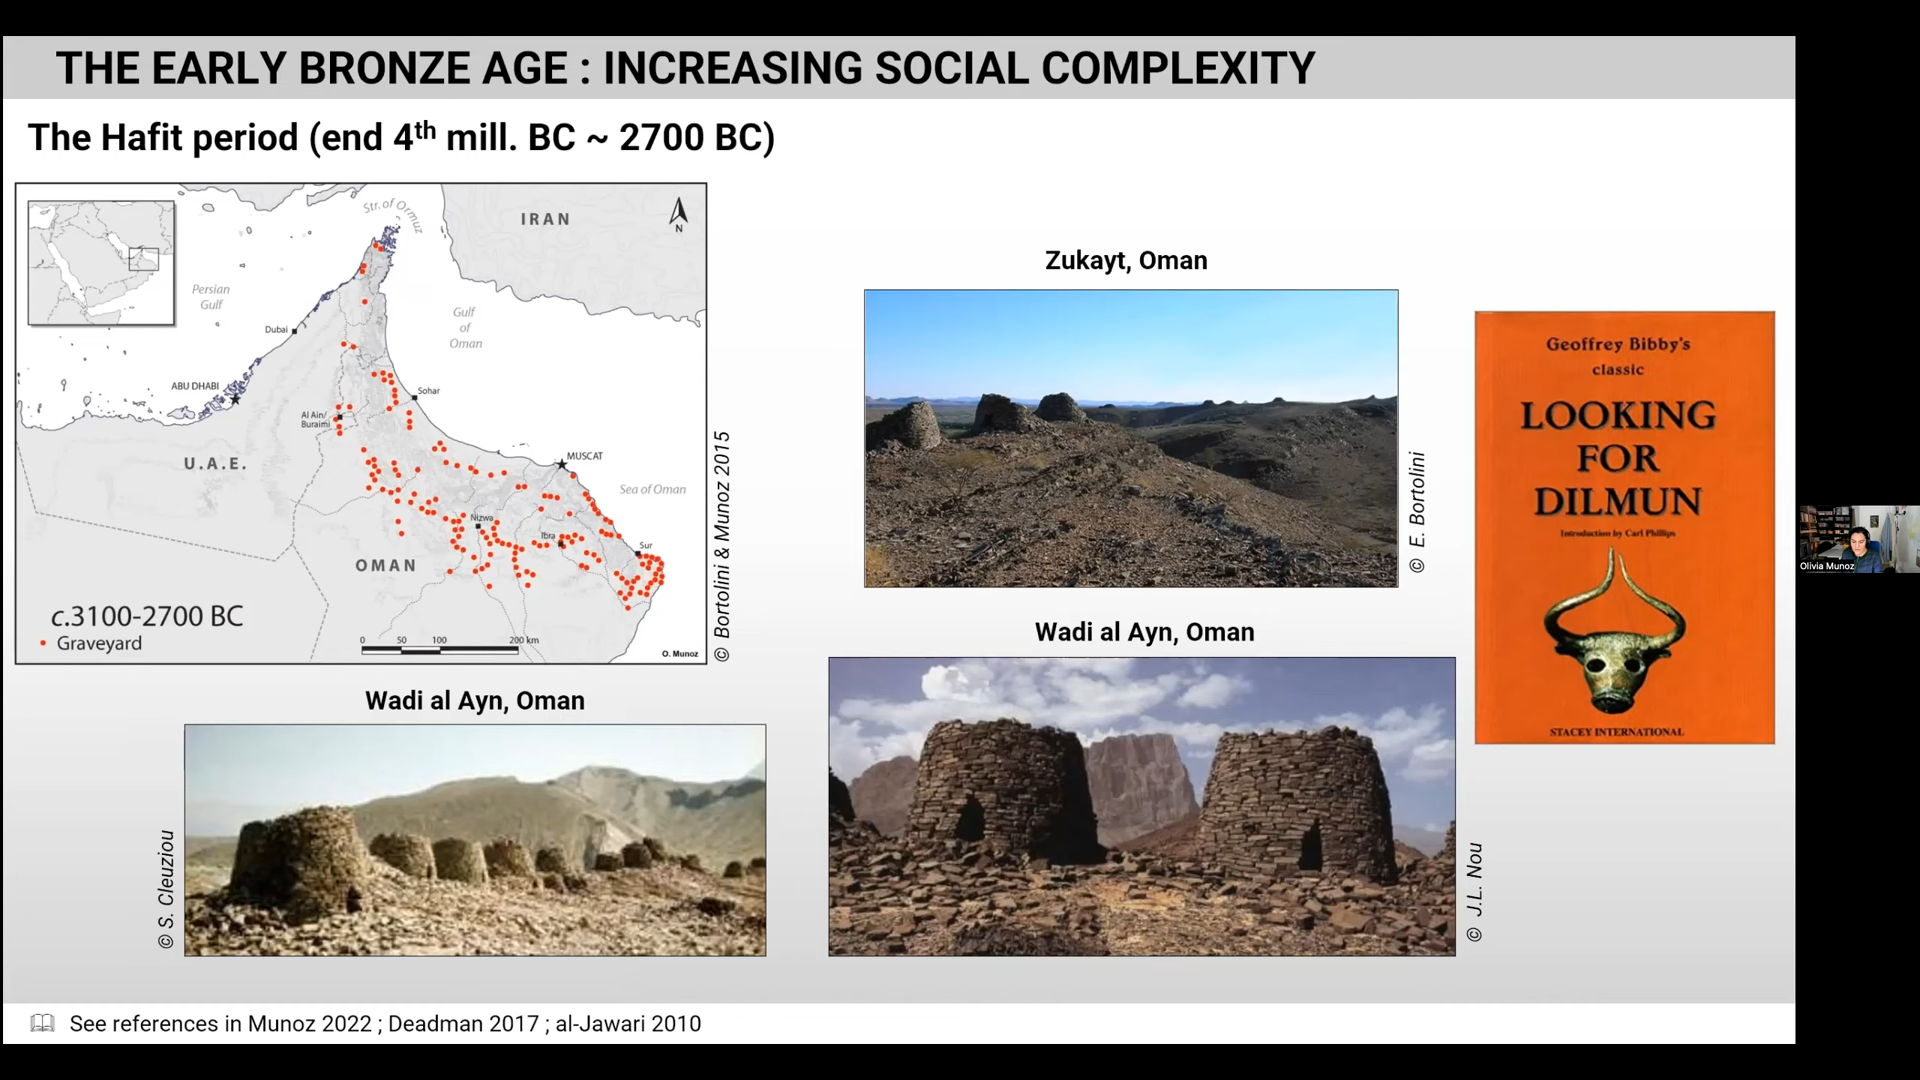 THE EARLY BRONZE AGE : INCREASING SOCIAL COMPLEXITY
The Hafit period (end 4th mill. BC ~ 2700 BC)
Str. of Ormuz
IRAN
N
Persian
Gulf
Gulf
of
Oman
Dubai
ABU DHABI
Sohar
Al Ain/
Buraimi
MUSCAT
U.A.E.
Sea of Oman
Nizwa
Ibra
Sur
OMAN
c.3100-2700 BC
Graveyard
0 50 100 200 km
O. Munoz
© Bortolini & Munoz 2015
Zukayt, Oman
© E. Bortolini
Wadi al Ayn, Oman
© S. Cleuziou
Wadi al Ayn, Oman
© J.L. Nou
Geoffrey Bibby's
classic
LOOKING
FOR
DILMUN
Introduction by Carl Phillips
STACEY INTERNATIONAL
Olivia Munoz
See references in Munoz 2022 ; Deadman 2017 ; al-Jawari 2010